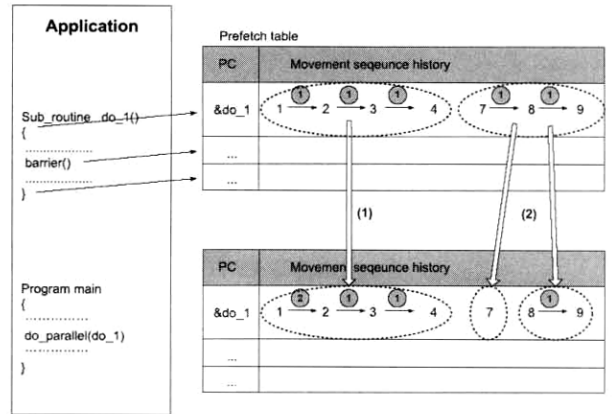 Application
Sub_routine do_1()
{
....................
barrier()
....................
}
Program main
{
....................
do_parallel(do_1)
....................
}
Prefetch table
PC Movement seqeunce history
1 1 1 1 1
&do_1 1 2 3 4 7 8 9
...
...
(1) (2)
PC Movement seqeunce history
2 1 1 1
&do_1 1 2 3 4 7 8 9
...
...